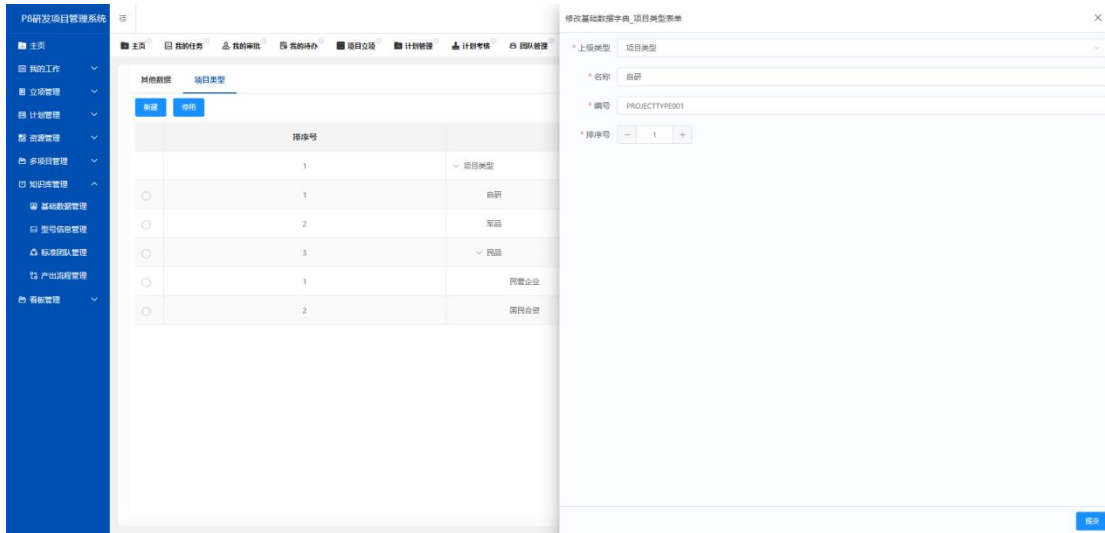 P8研发项目管理系统
主页
我的工作
立项管理
计划管理
资源管理
多项目管理
知识库管理
基础数据管理
型号信息管理
标准团队管理
产出流程管理
看板管理
主页 我的任务 我的审批 我的待办 项目立项 计划管理 计划考核 团队管理
其他数据 项目类型
新建 停用
排序号
1 项目类型
1 自研
2 军品
3 民品
1 民营企业
2 国民合资
修改基础数据字典_项目类型表单
* 上级类型 项目类型
* 名称 自研
* 编号 PROJECTTYPE001
* 排序号 − 1 +
提交